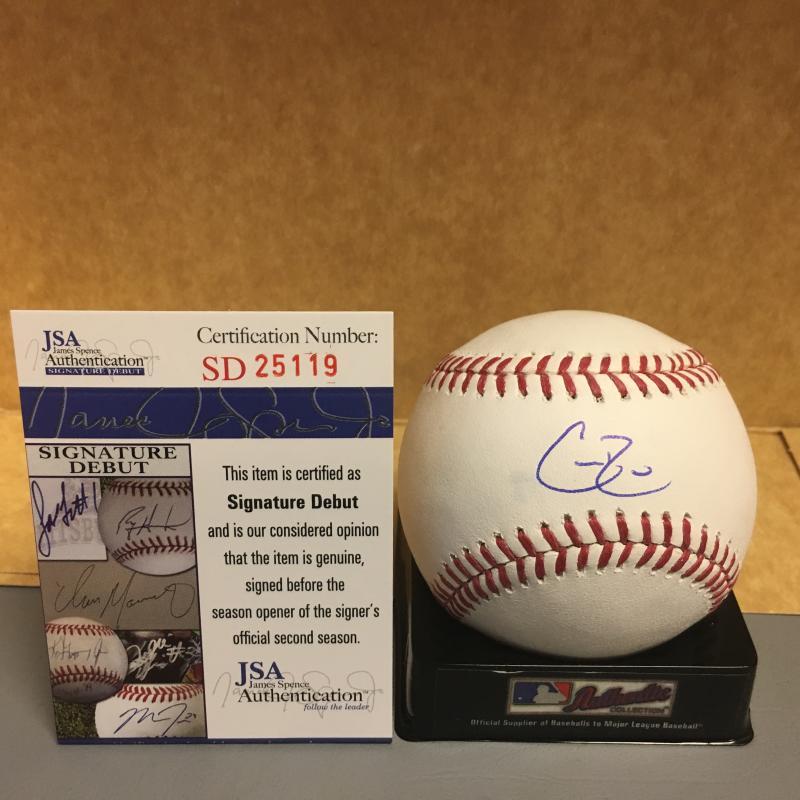 JSA
James Spence
Authentication
SIGNATURE DEBUT
Certification Number:
SD 25119
SIGNATURE
DEBUT
This item is certified as
Signature Debut
and is our considered opinion
that the item is genuine,
signed before the
season opener of the signer's
official second season.
JSA
James Spence
Authentication
follow the leader
Authentic
COLLECTION
Official Supplier of Baseballs to Major League Baseball